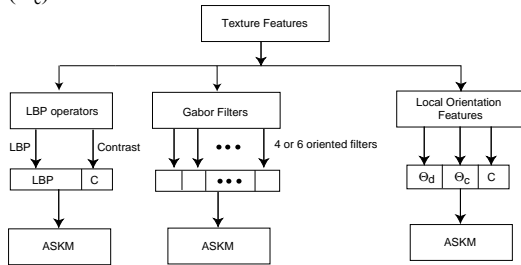 Texture Features
LBP operators
Gabor Filters
Local Orientation
Features
LBP
Contrast
4 or 6 oriented filters
LBP
C
Θd
Θc
C
ASKM
ASKM
ASKM